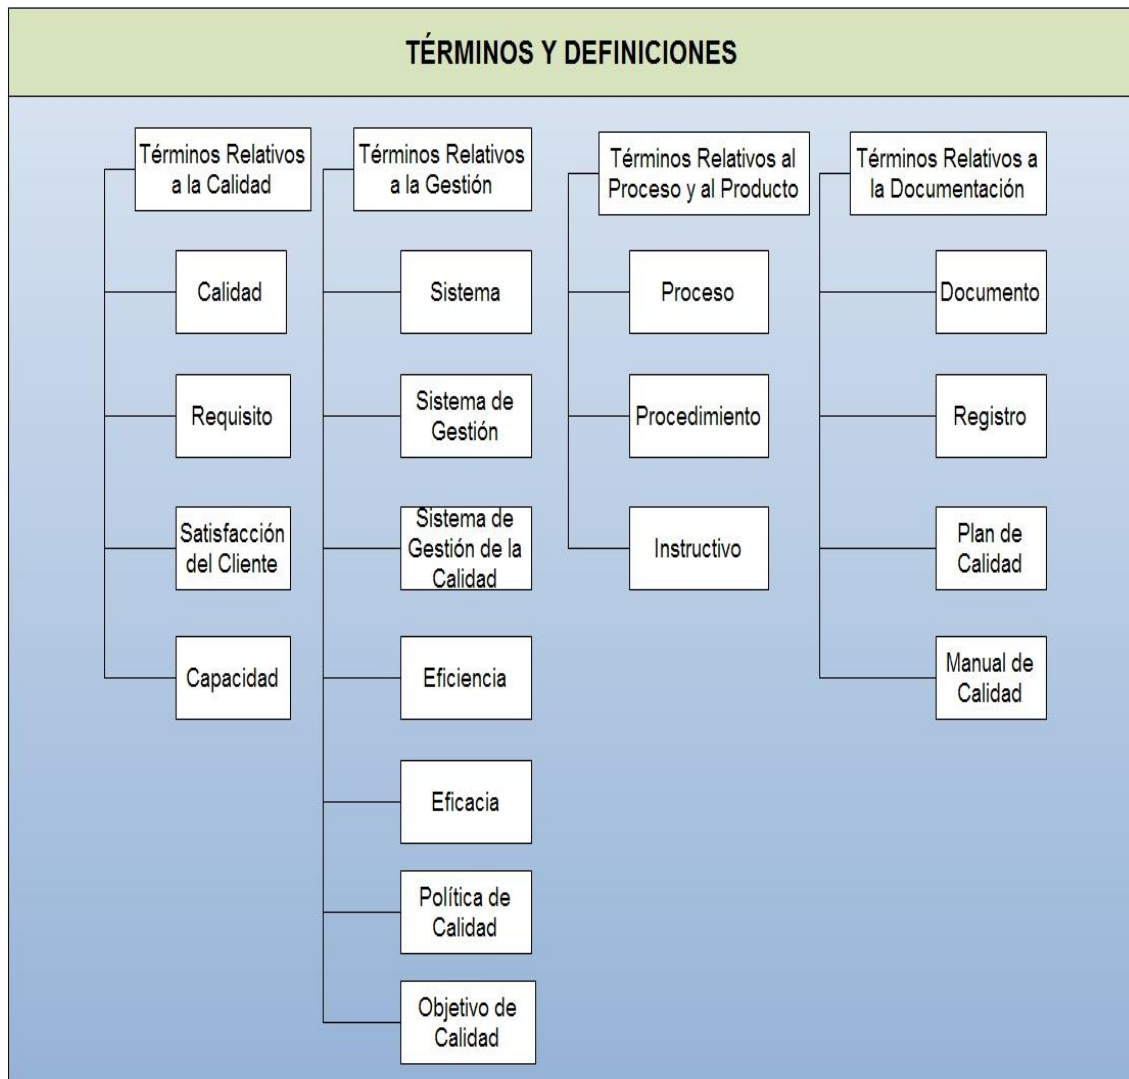 TÉRMINOS Y DEFINICIONES
Términos Relativos
a la Calidad
Calidad
Requisito
Satisfacción
del Cliente
Capacidad
Términos Relativos
a la Gestión
Sistema
Sistema de
Gestión
Sistema de
Gestión de la
Calidad
Eficiencia
Eficacia
Política de
Calidad
Objetivo de
Calidad
Términos Relativos al
Proceso y al Producto
Proceso
Procedimiento
Instructivo
Términos Relativos a
la Documentación
Documento
Registro
Plan de
Calidad
Manual de
Calidad